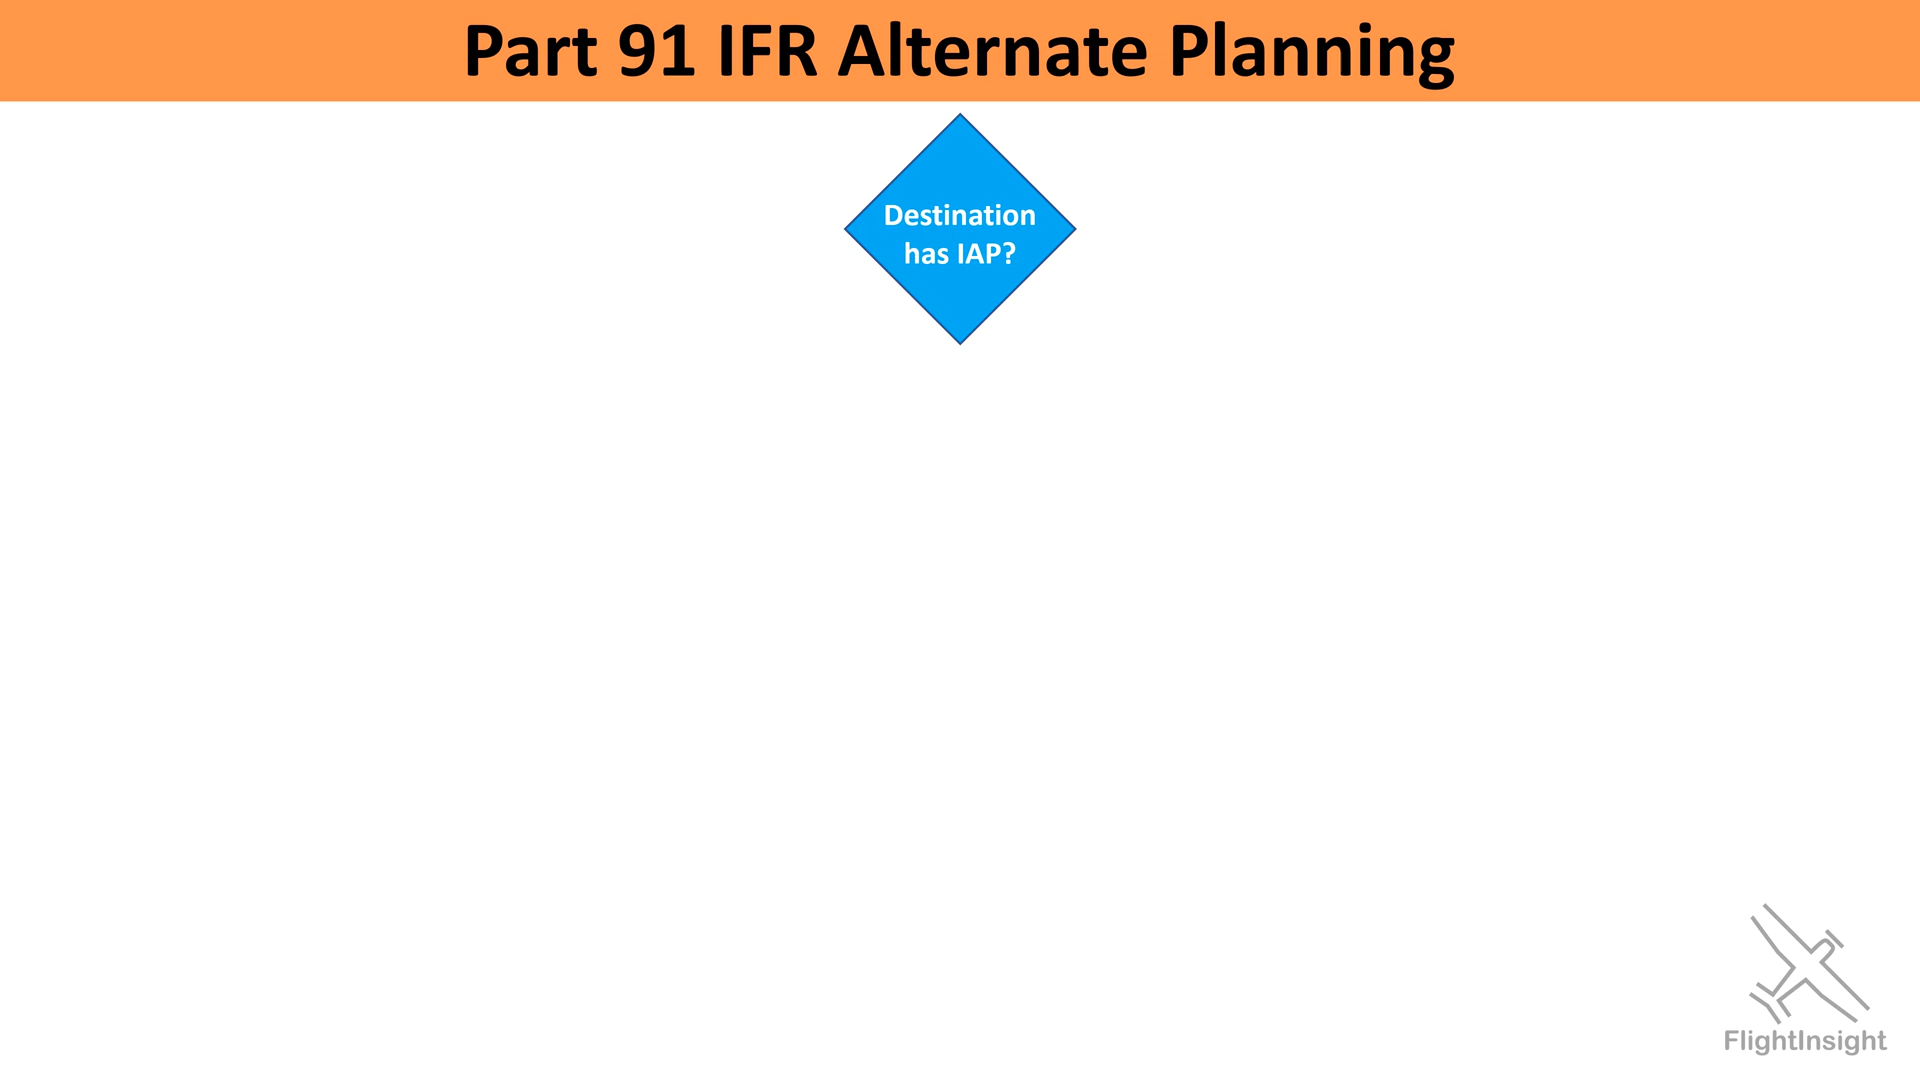 Part 91 IFR Alternate Planning
Destination
has IAP?
FlightInsight